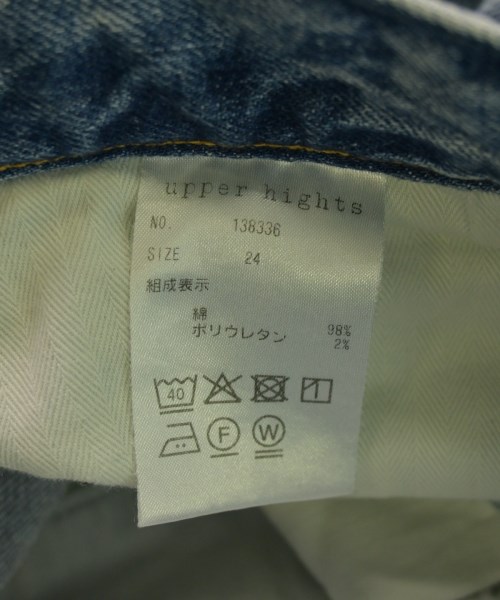 upper hights
NO. 138336
SIZE 24
組成表示
綿 98%
ポリウレタン 2%
40
F W